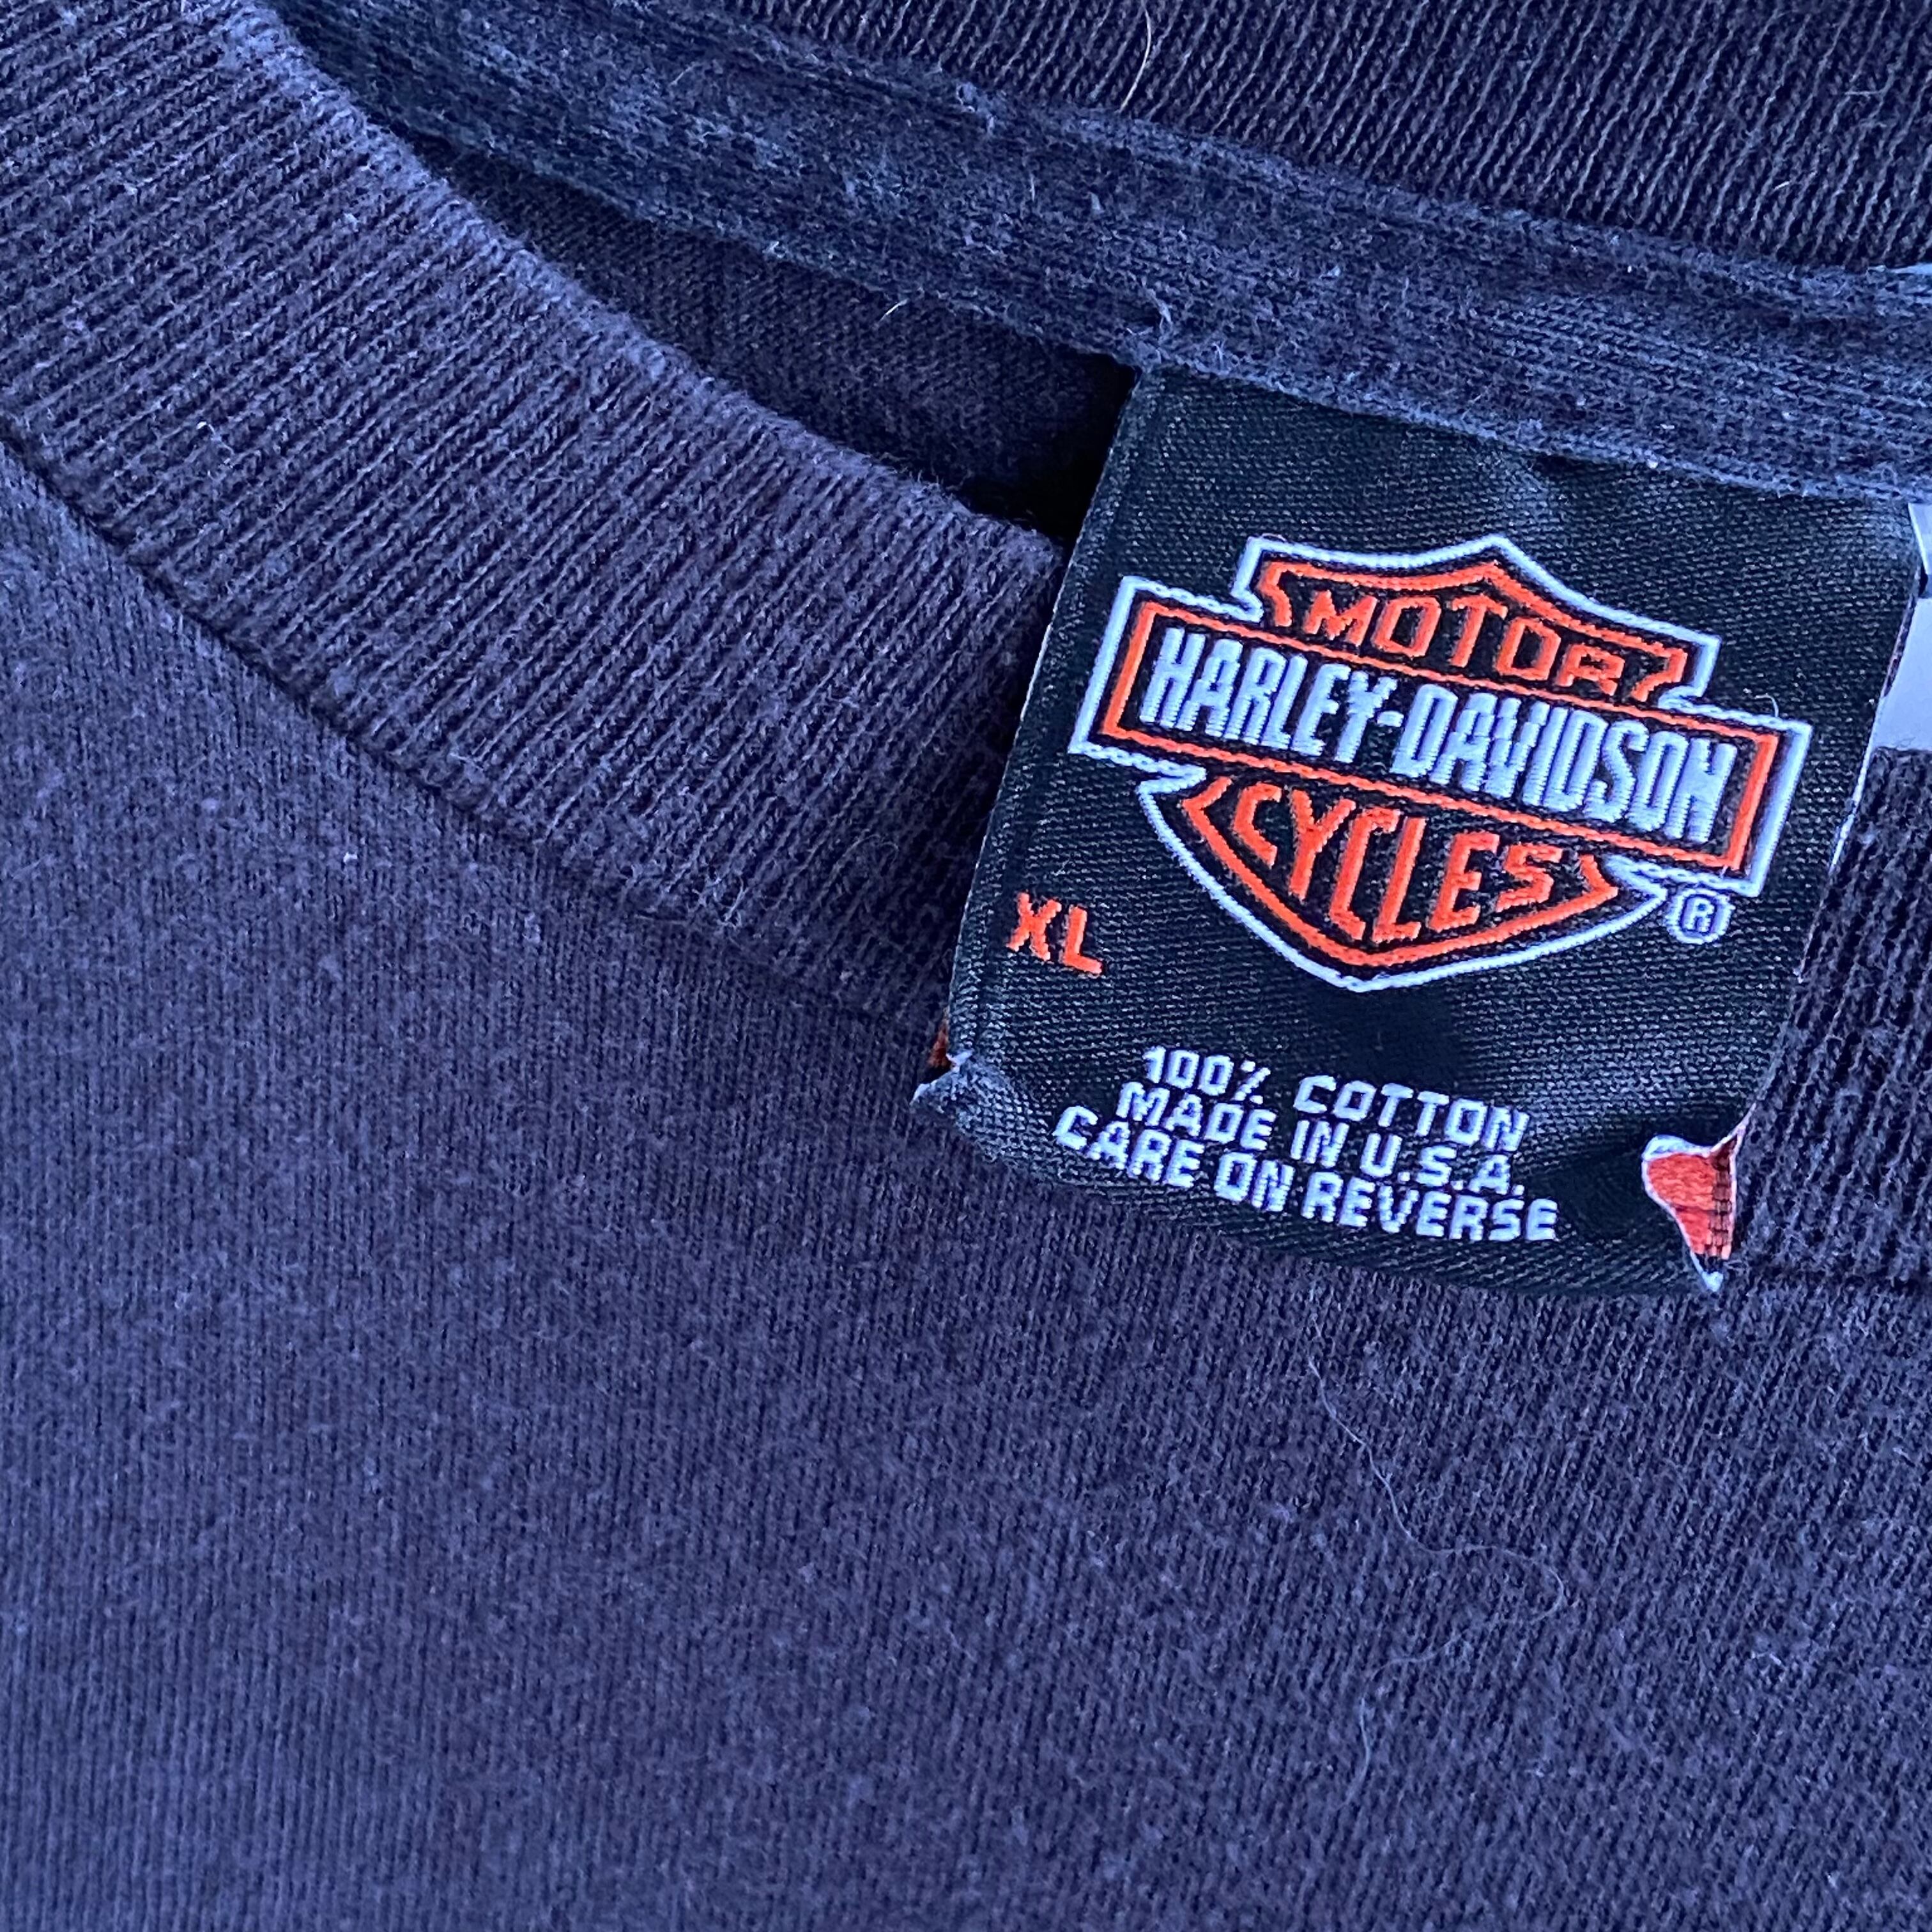 MOTOR
HARLEY-DAVIDSON
CYCLES
®
XL
100% COTTON
MADE IN U.S.A.
CARE ON REVERSE